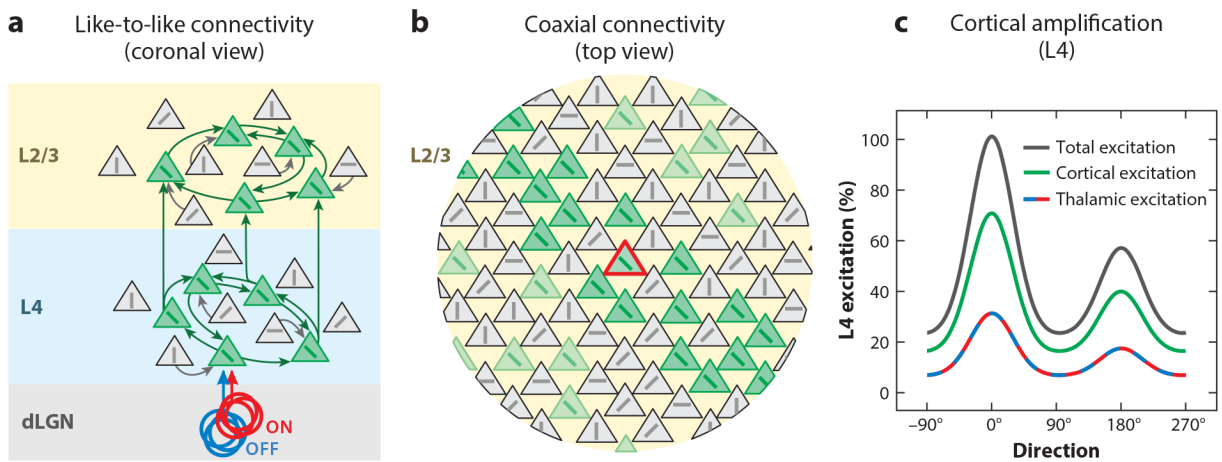 a
Like-to-like connectivity
(coronal view)
L2/3
L4
dLGN
ON
OFF
b
Coaxial connectivity
(top view)
L2/3
c
Cortical amplification
(L4)
L4 excitation (%)
100
80
60
40
20
0
Total excitation
Cortical excitation
Thalamic excitation
–90°
0°
90°
180°
270°
Direction